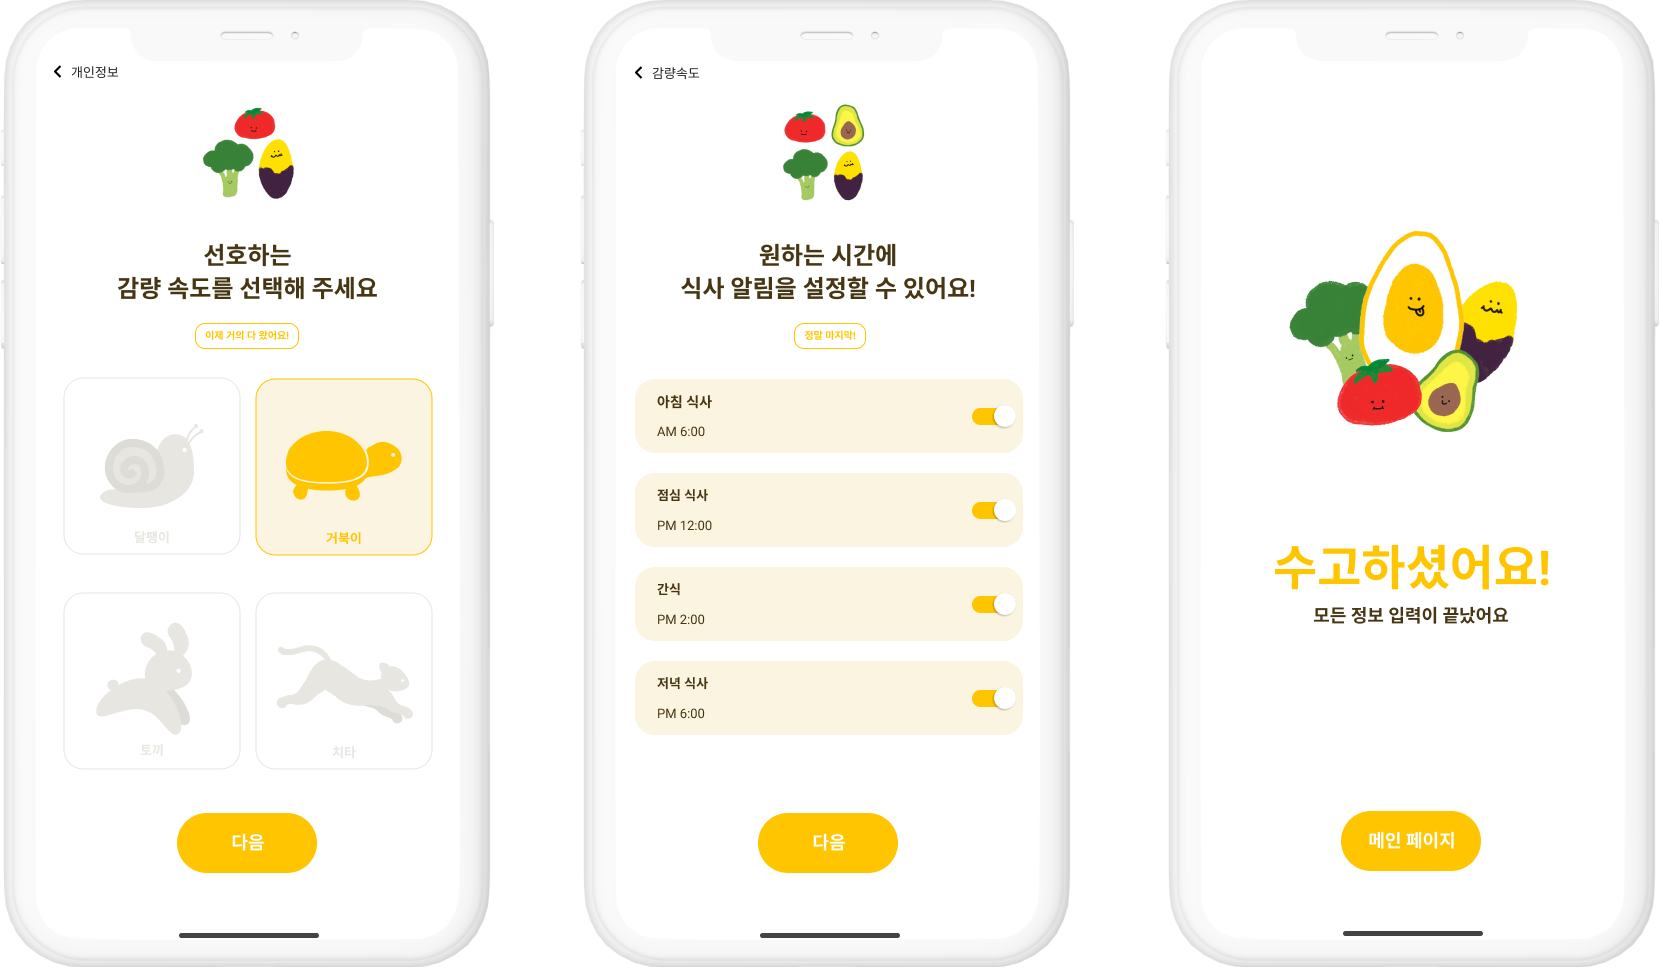 개인정보
선호하는
감량 속도를 선택해 주세요
이제 거의 다 왔어요!
달팽이
거북이
토끼
치타
다음
감량속도
원하는 시간에
식사 알림을 설정할 수 있어요!
정말 마지막!
아침 식사
AM 6:00
점심 식사
PM 12:00
간식
PM 2:00
저녁 식사
PM 6:00
다음
수고하셨어요!
모든 정보 입력이 끝났어요
메인 페이지